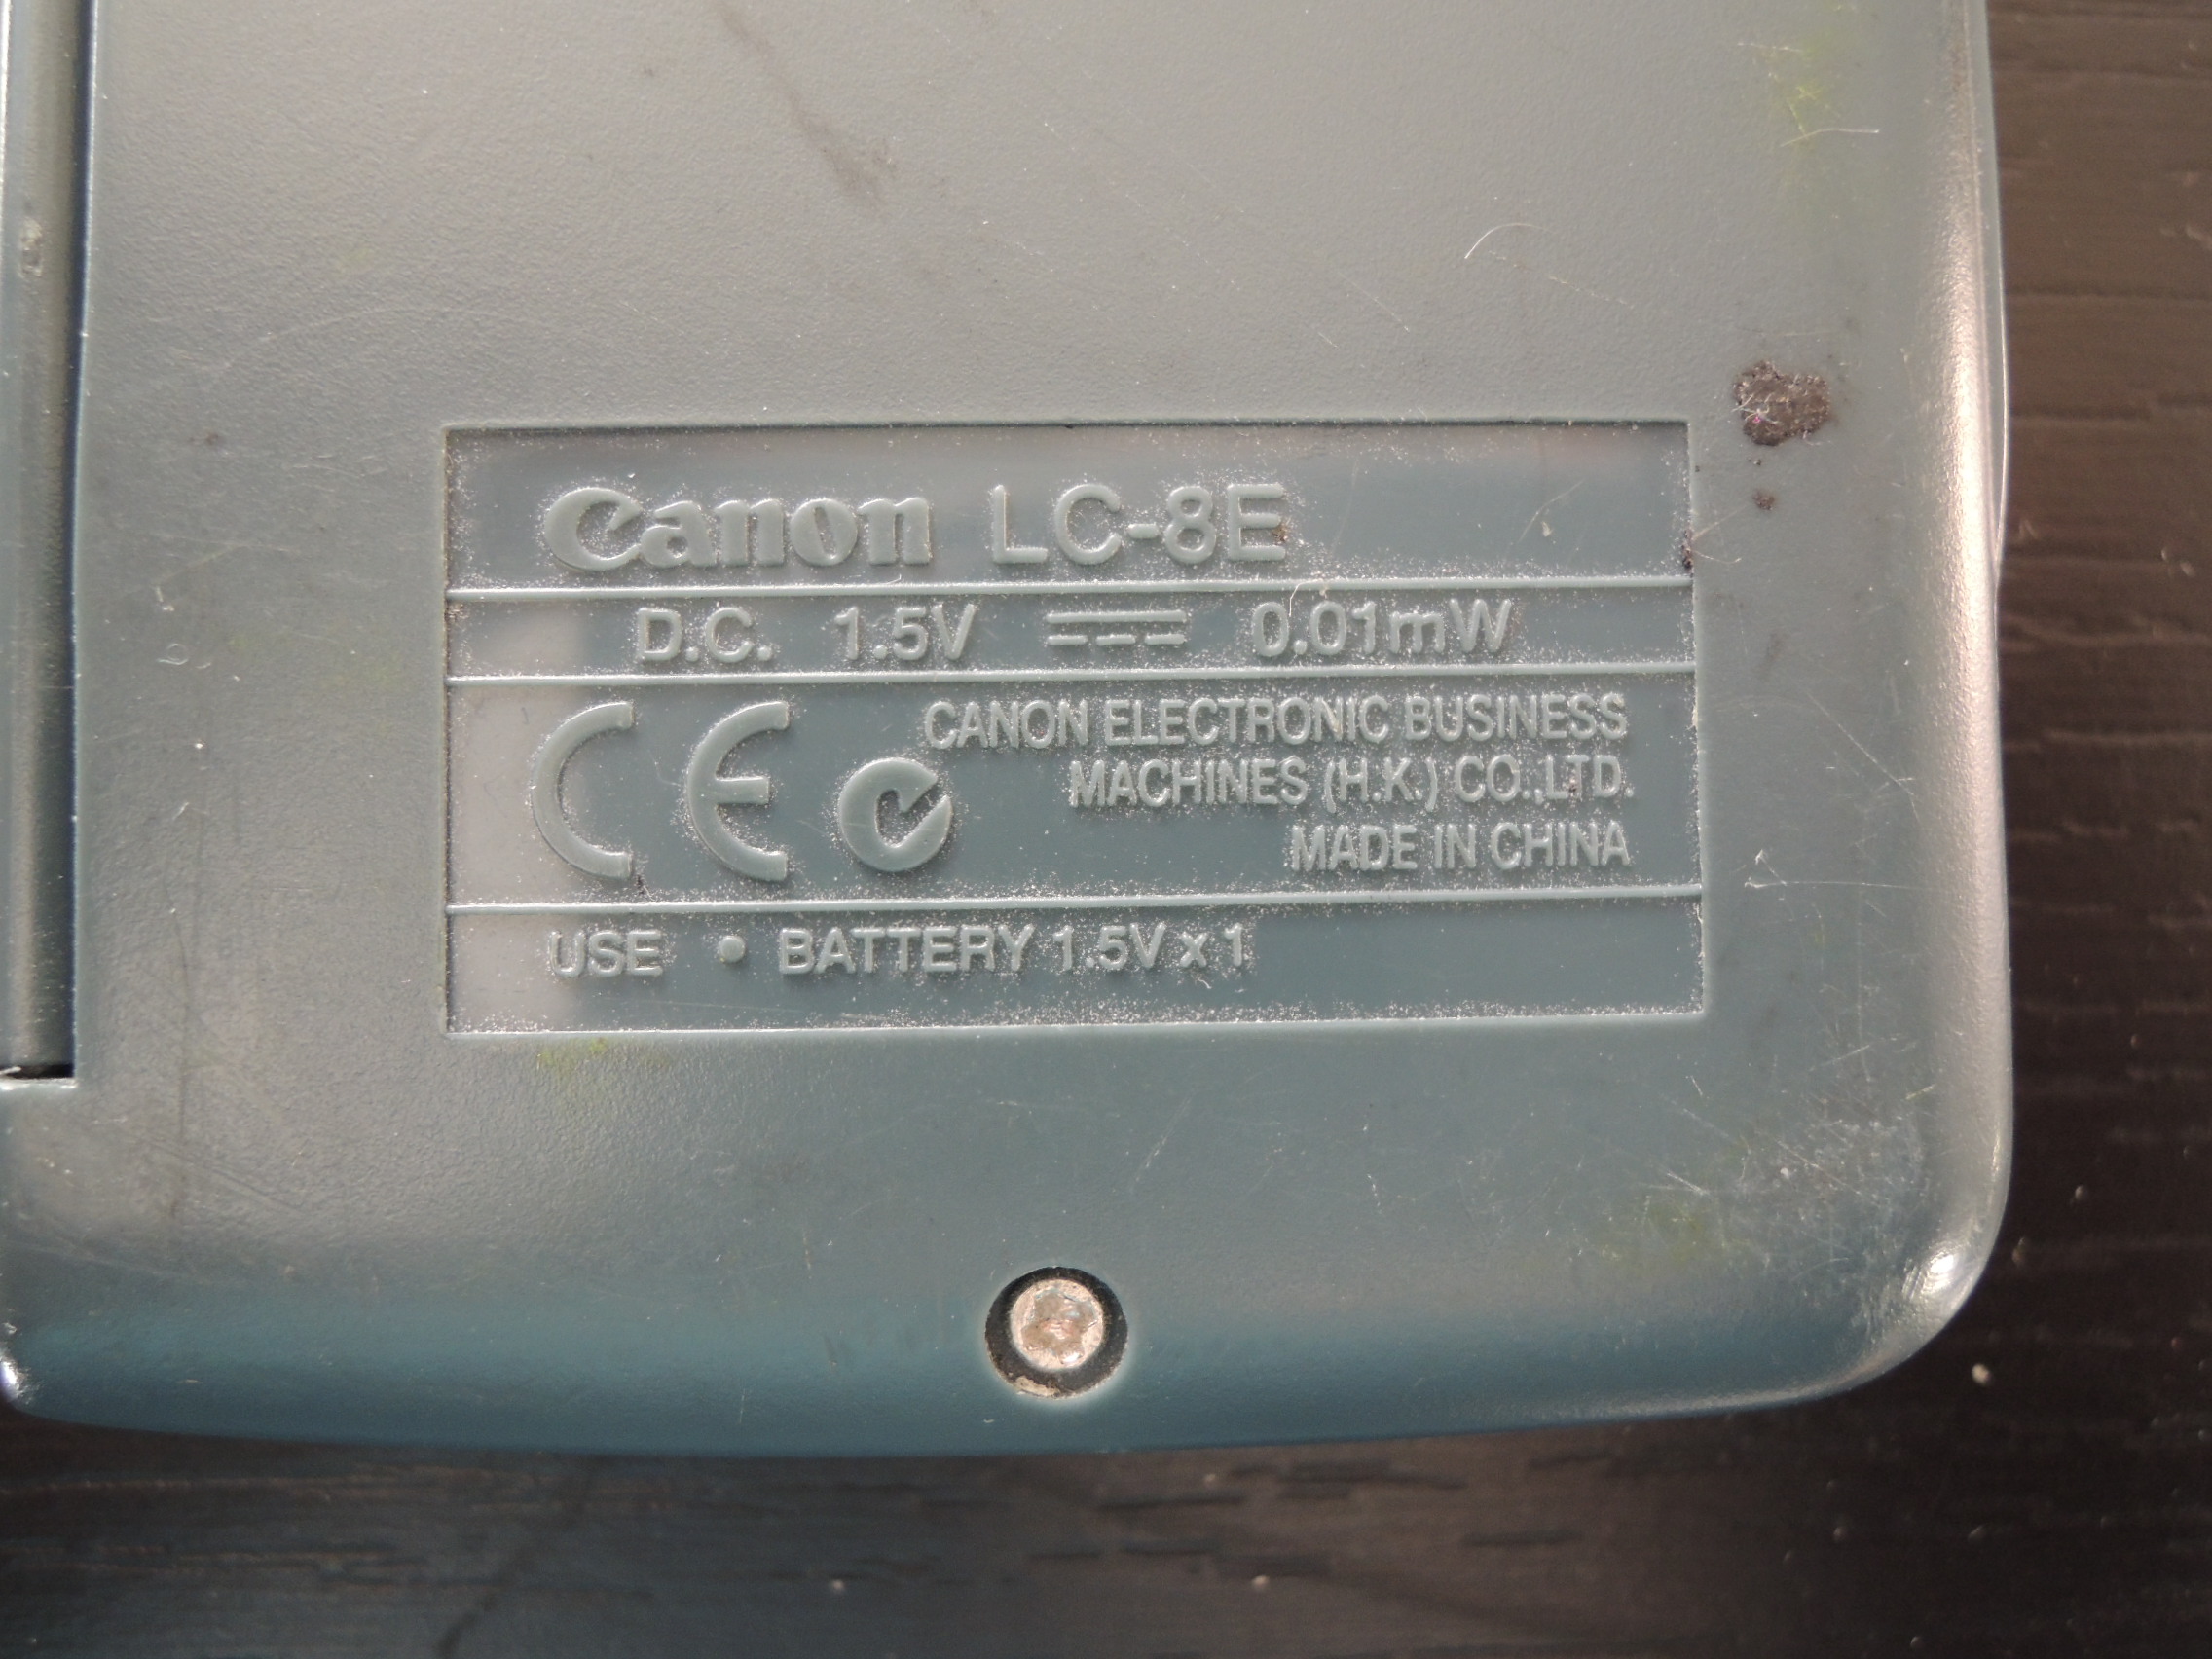 Canon LC-8E
D.C. 1.5V ⎓ 0.01mW
CE
CANON ELECTRONIC BUSINESS
MACHINES (H.K.) CO.,LTD.
MADE IN CHINA
USE • BATTERY 1.5V x 1